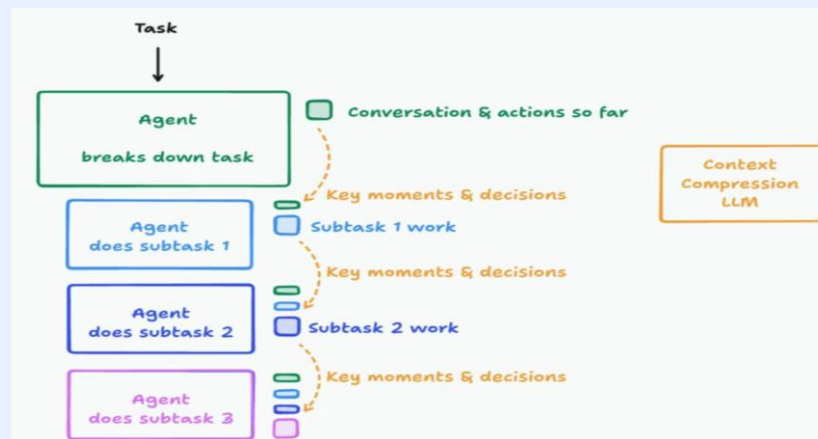 Task
Agent
breaks down task
Conversation & actions so far
Key moments & decisions
Context
Compression
LLM
Agent
does subtask 1
Subtask 1 work
Key moments & decisions
Agent
does subtask 2
Subtask 2 work
Key moments & decisions
Agent
does subtask 3